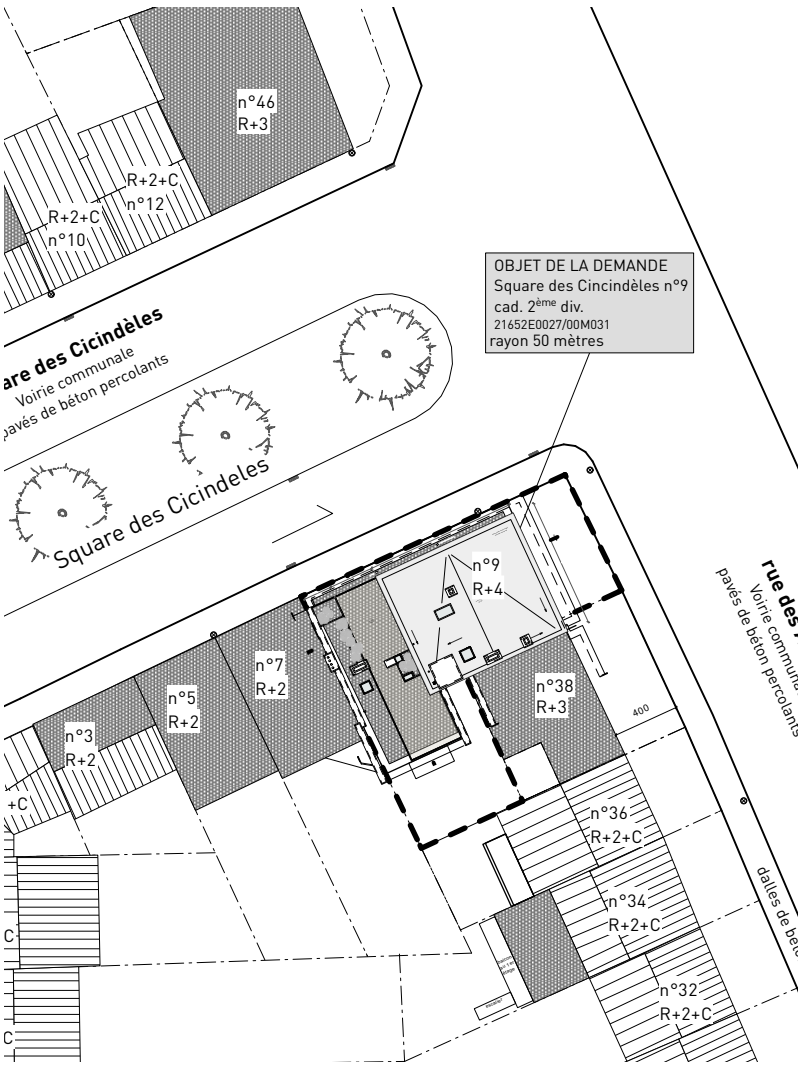 n°46
R+3
R+2+C
n°12
R+2+C
n°10
OBJET DE LA DEMANDE
Square des Cincindèles n°9
cad. 2ème div.
21652E0027/00M031
rayon 50 mètres
are des Cicindèles
Voirie communale
pavés de béton percolants
Square des Cicindeles
n°9
R+4
rue des
Voirie communa
pavés de béton percolants
n°7
R+2
n°5
R+2
n°38
R+3
400
n°3
R+2
+C
n°36
R+2+C
n°34
R+2+C
dalles de béto
C
n°32
R+2+C
C